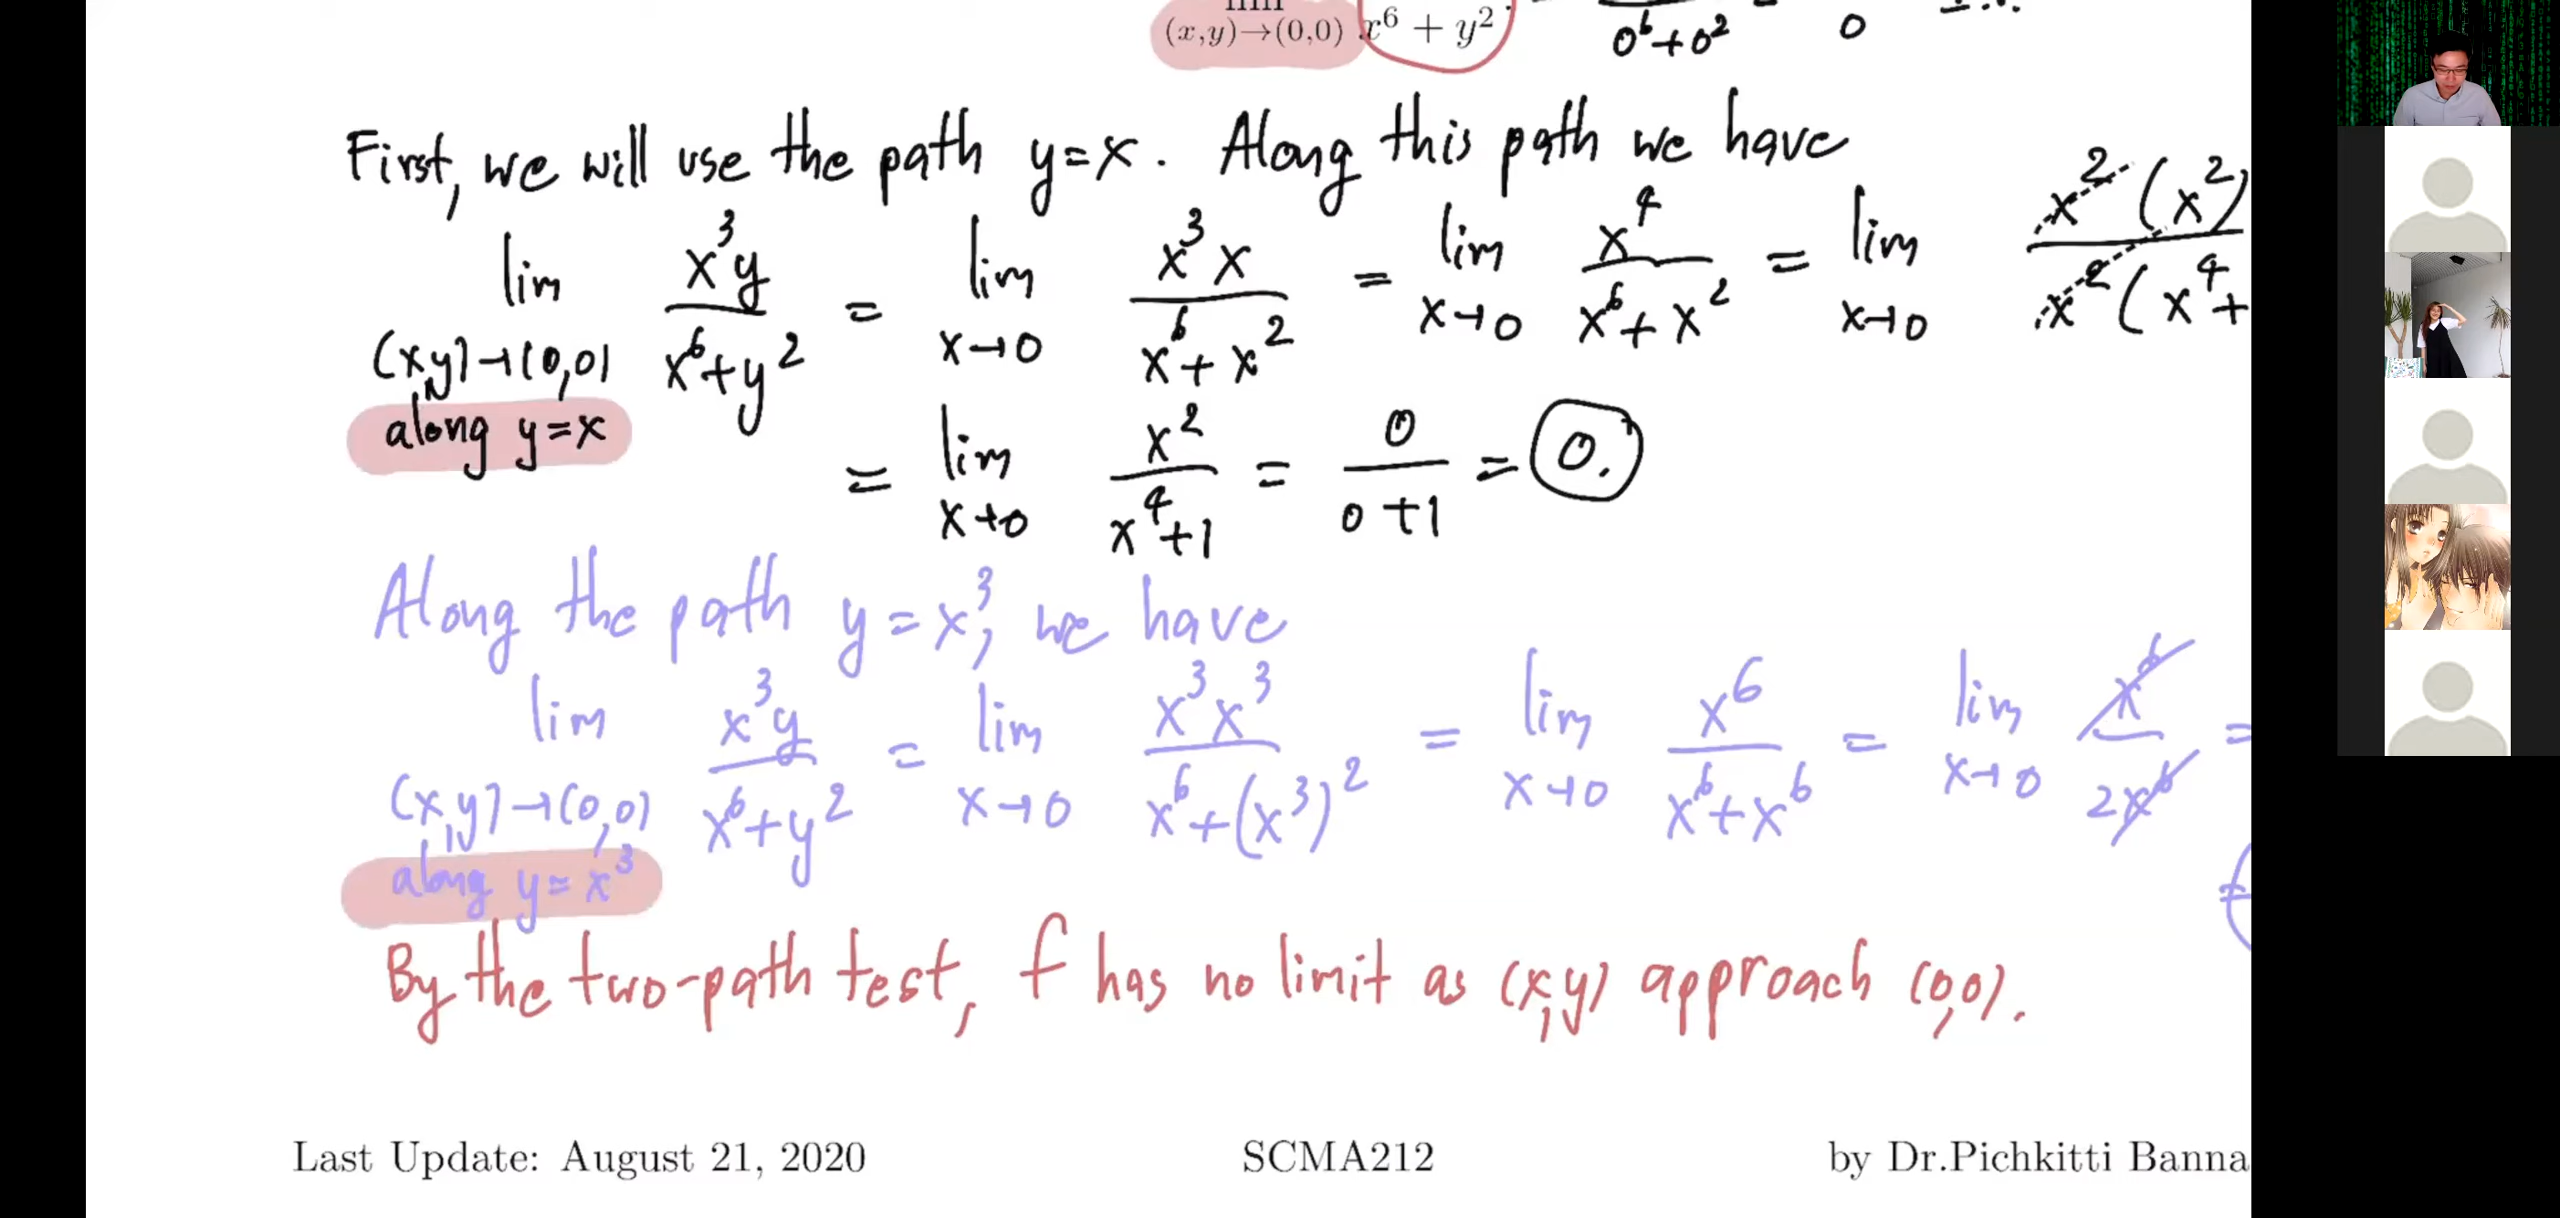 lim (x,y)→(0,0) x⁶ + y² = 0⁶+0² = 0
First, we will use the path y=x. Along this path we have
lim (x,y)→(0,0) along y=x x³y / x⁶+y² = lim x→0 x³x / x⁶+x² = lim x→0 x⁴ / x⁶+x² = lim x→0 x²(x²) / x²(x⁴+
= lim x→0 x² / x⁴+1 = 0 / 0+1 = 0.
Along the path y=x³, we have
lim (x,y)→(0,0) along y=x³ x³y / x⁶+y² = lim x→0 x³x³ / x⁶+(x³)² = lim x→0 x⁶ / x⁶+x⁶ = lim x→0 x⁶ / 2x⁶ =
By the two-path test, f has no limit as (x,y) approach (0,0).
Last Update: August 21, 2020 SCMA212 by Dr.Pichkitti Banna